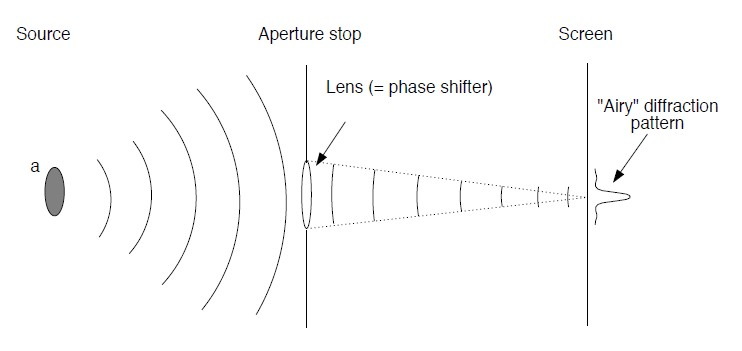 Source
Aperture stop
Screen
Lens (= phase shifter)
"Airy" diffraction
pattern
a